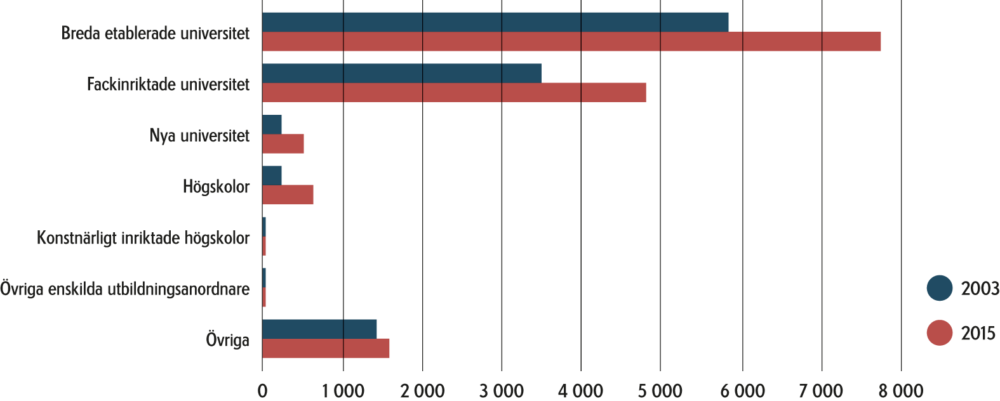 Breda etablerade universitet
Fackinriktade universitet
Nya universitet
Högskolor
Konstnärligt inriktade högskolor
Övriga enskilda utbildningsanordnare
Övriga
0 1 000 2 000 3 000 4 000 5 000 6 000 7 000 8 000
2003
2015